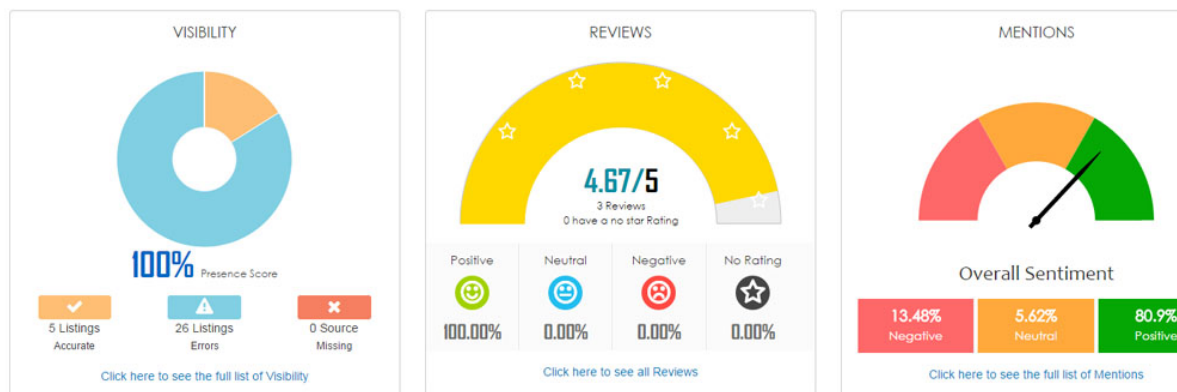 VISIBILITY
100% Presence Score
5 Listings
Accurate
26 Listings
Errors
0 Source
Missing
Click here to see the full list of Visibility
REVIEWS
4.67/5
3 Reviews
0 have a no star Rating
Positive
Neutral
Negative
No Rating
100.00%
0.00%
0.00%
0.00%
Click here to see all Reviews
MENTIONS
Overall Sentiment
13.48%
Negative
5.62%
Neutral
80.9%
Positive
Click here to see the full list of Mentions